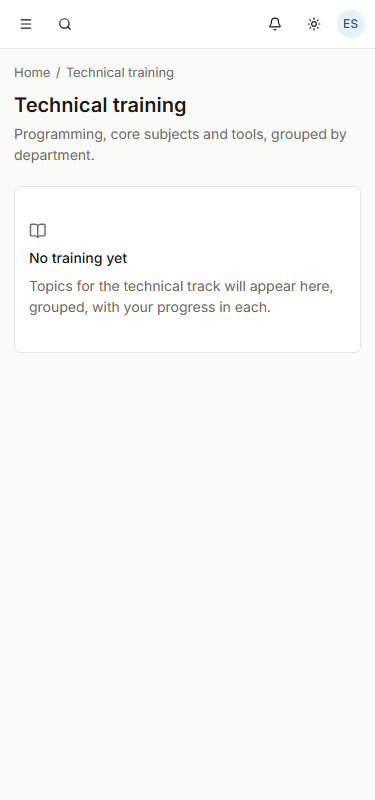 ES
Home / Technical training
Technical training
Programming, core subjects and tools, grouped by
department.
No training yet
Topics for the technical track will appear here,
grouped, with your progress in each.